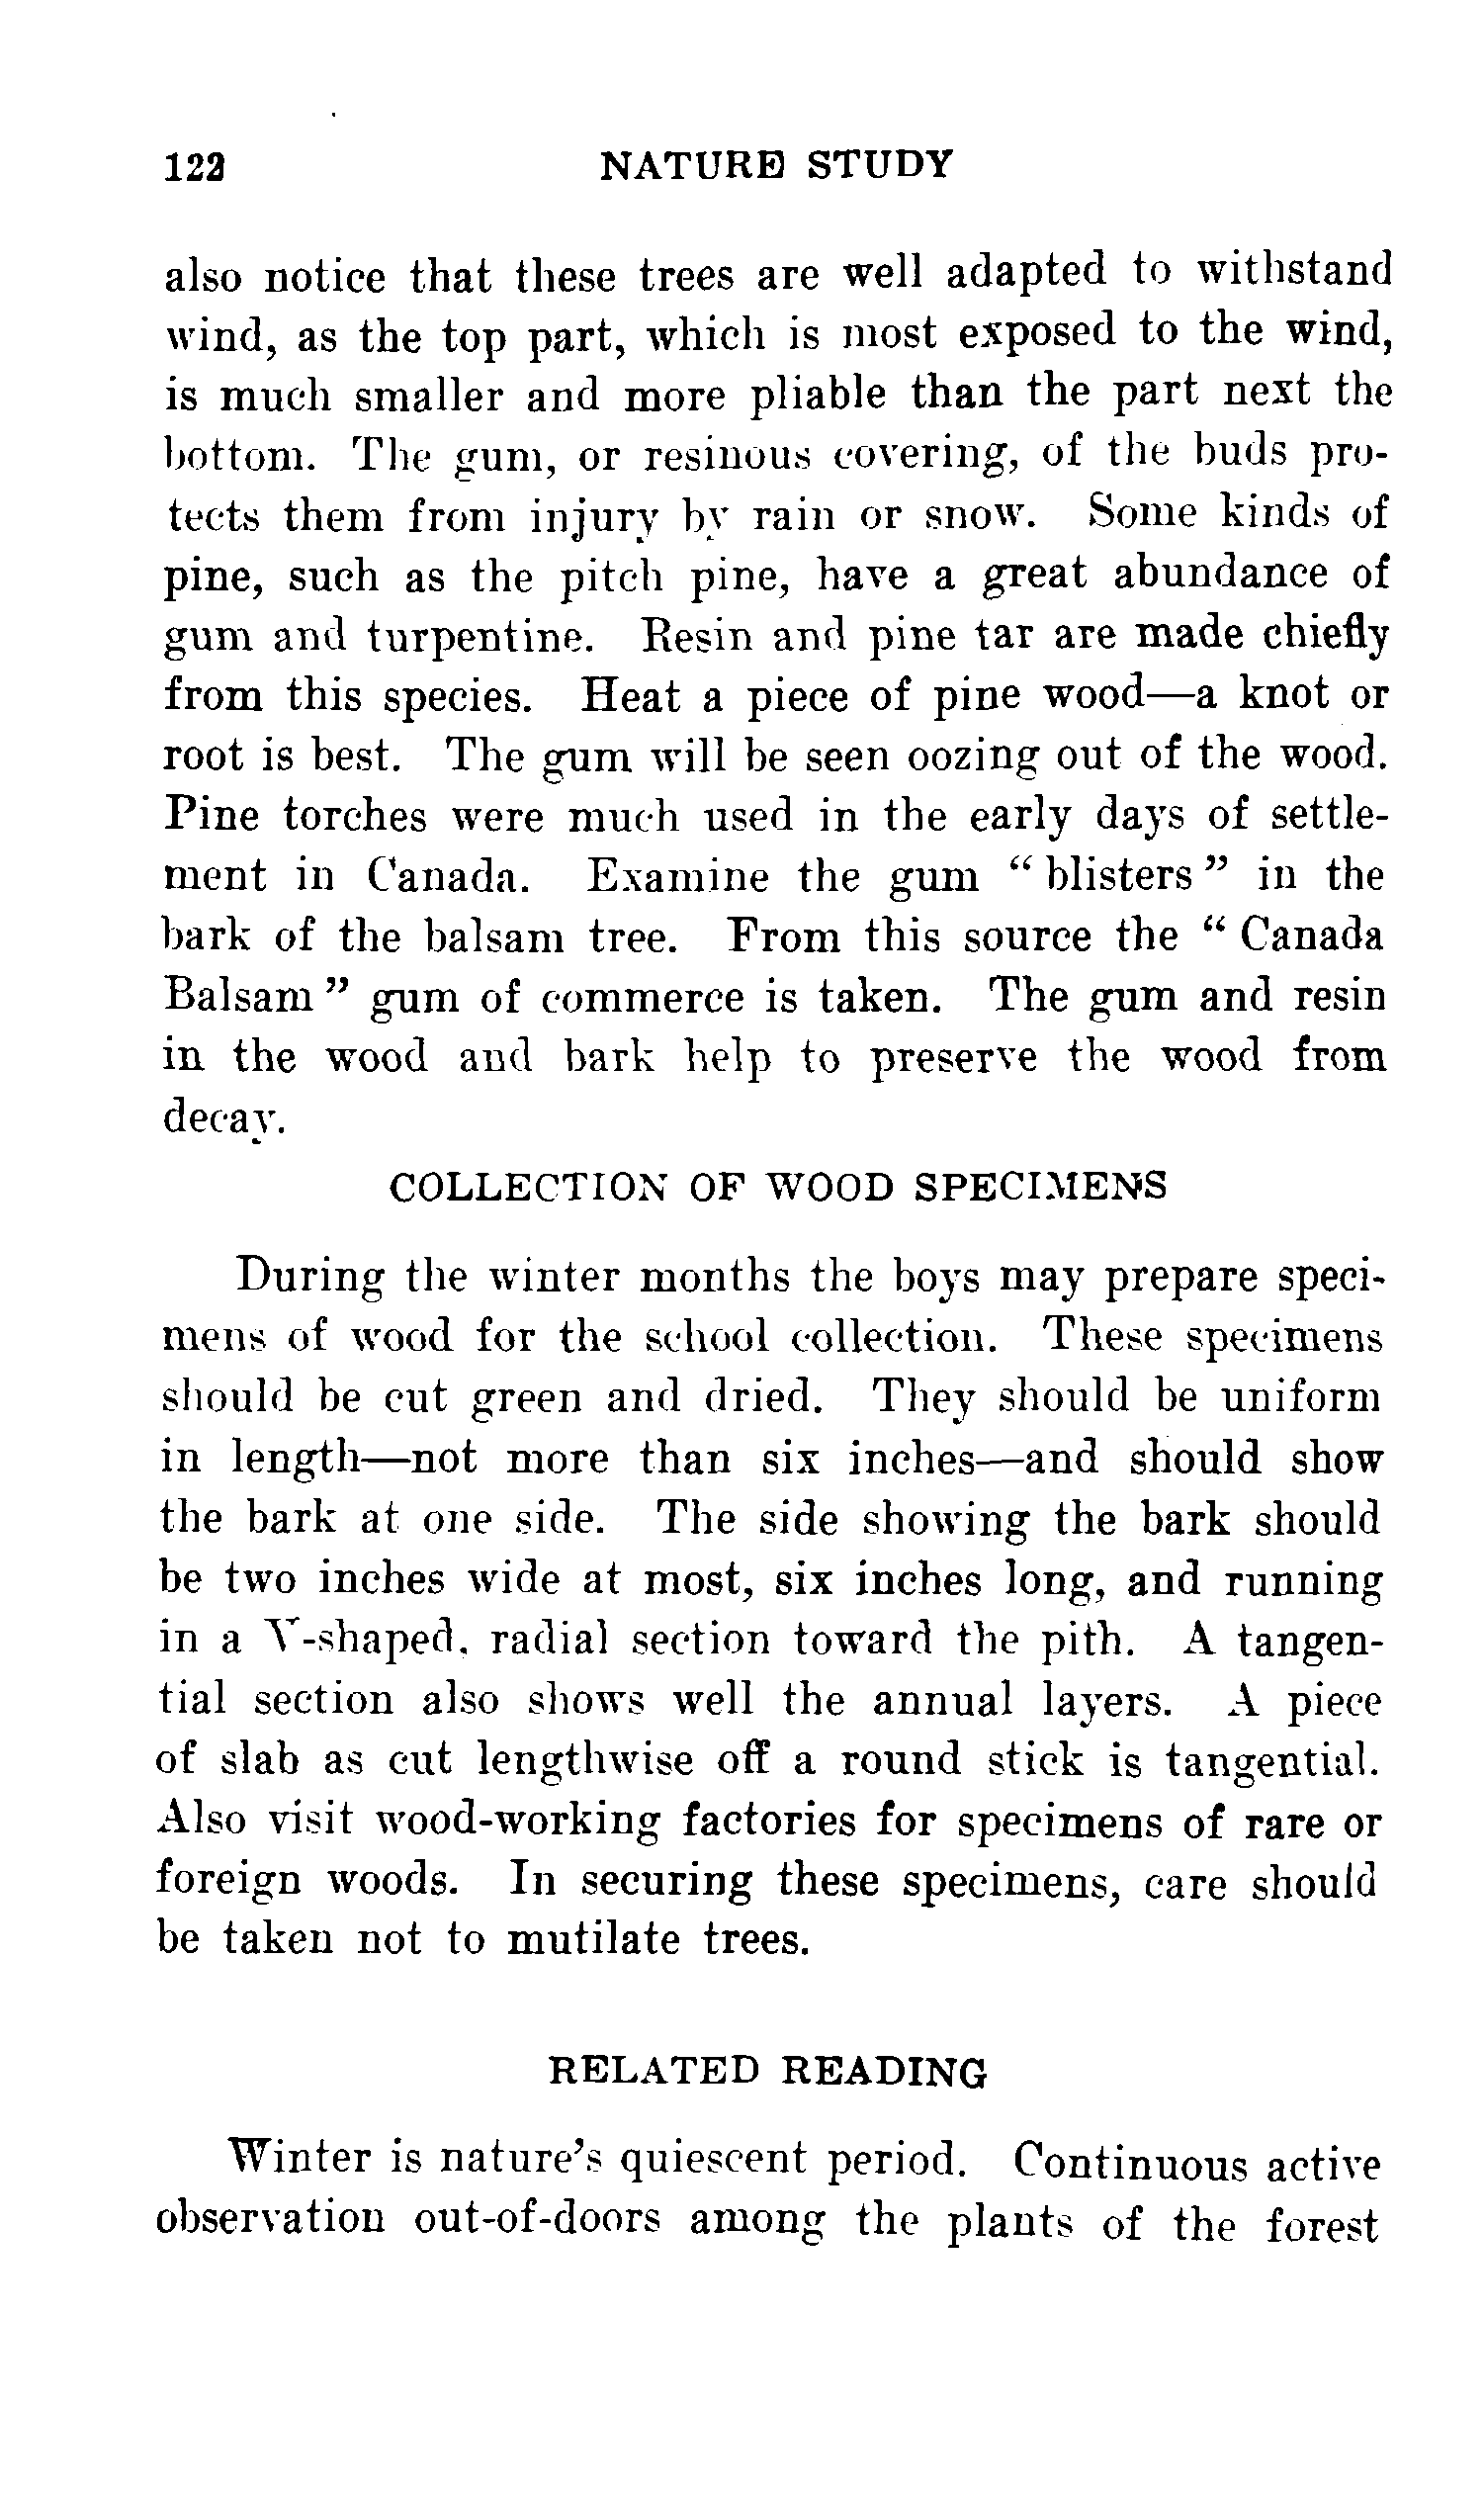 122 NATURE STUDY
also notice that these trees are well adapted to withstand
wind, as the top part, which is most exposed to the wind,
is much smaller and more pliable than the part next the
bottom. The gum, or resinous covering, of the buds pro-
tects them from injury by rain or snow. Some kinds of
pine, such as the pitch pine, have a great abundance of
gum and turpentine. Resin and pine tar are made chiefly
from this species. Heat a piece of pine wood—a knot or
root is best. The gum will be seen oozing out of the wood.
Pine torches were much used in the early days of settle-
ment in Canada. Examine the gum “ blisters ” in the
bark of the balsam tree. From this source the “ Canada
Balsam ” gum of commerce is taken. The gum and resin
in the wood and bark help to preserve the wood from
decay.
COLLECTION OF WOOD SPECIMENS
During the winter months the boys may prepare speci-
mens of wood for the school collection. These specimens
should be cut green and dried. They should be uniform
in length—not more than six inches—and should show
the bark at one side. The side showing the bark should
be two inches wide at most, six inches long, and running
in a V-shaped, radial section toward the pith. A tangen-
tial section also shows well the annual layers. A piece
of slab as cut lengthwise off a round stick is tangential.
Also visit wood-working factories for specimens of rare or
foreign woods. In securing these specimens, care should
be taken not to mutilate trees.
RELATED READING
Winter is nature’s quiescent period. Continuous active
observation out-of-doors among the plants of the forest